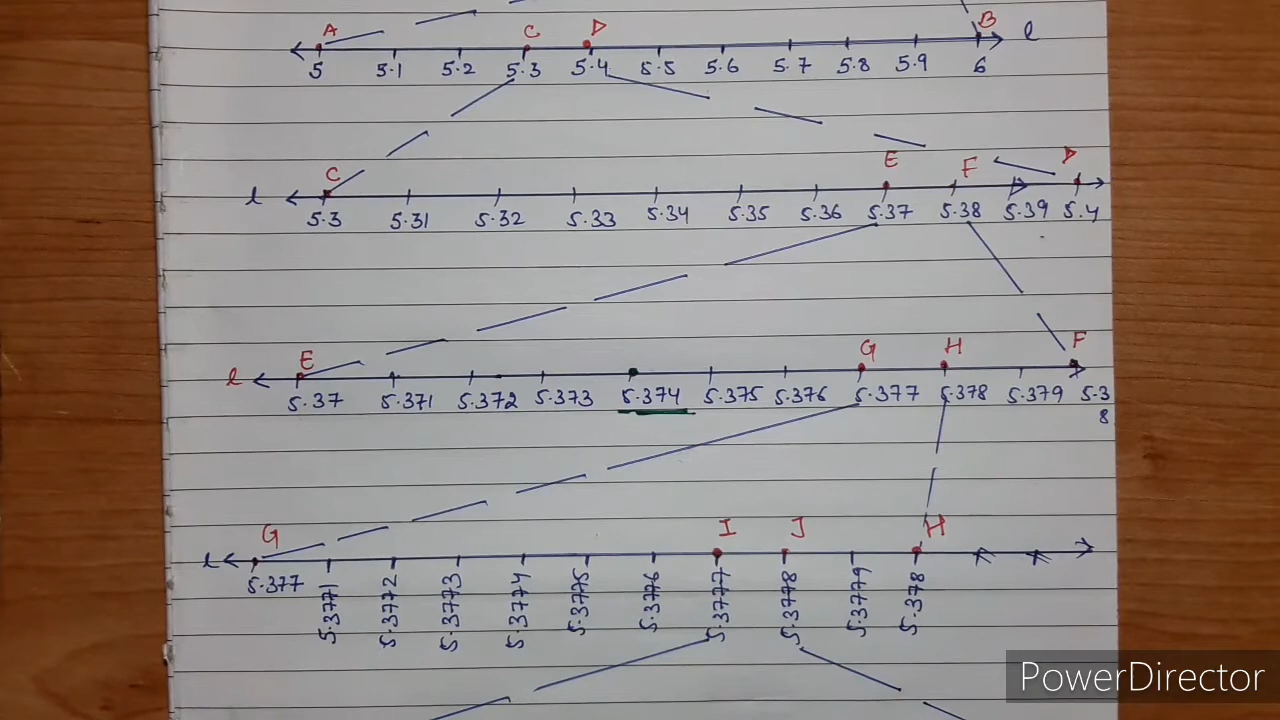 A C D B
l
5 5.1 5.2 5.3 5.4 5.5 5.6 5.7 5.8 5.9 6
C E F D
l
5.3 5.31 5.32 5.33 5.34 5.35 5.36 5.37 5.38 5.39 5.4
E G H F
l
5.37 5.371 5.372 5.373 5.374 5.375 5.376 5.377 5.378 5.379 5.3
8
G I J H
l
5.377 5.3771 5.3772 5.3773 5.3774 5.3775 5.3776 5.3777 5.3778 5.3779 5.378
PowerDirector